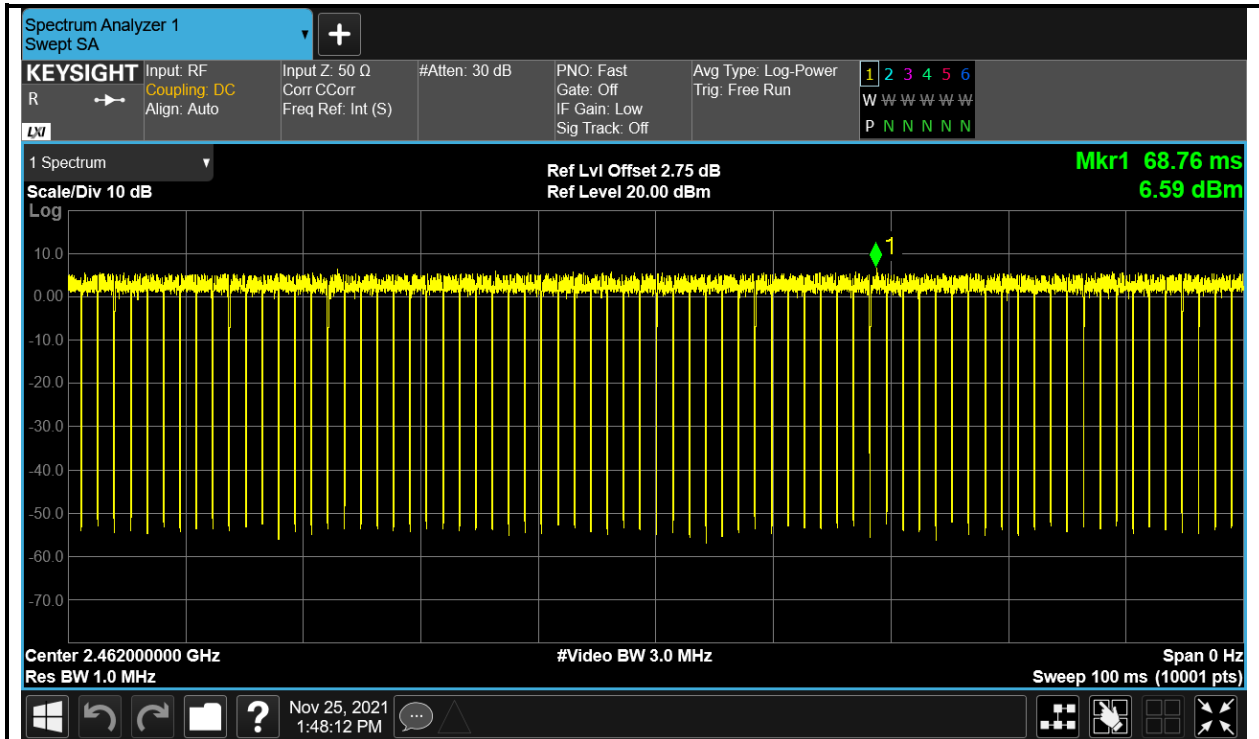 Spectrum Analyzer 1
Swept SA
KEYSIGHT
R
LXI
Input: RF
Coupling: DC
Align: Auto
Input Z: 50 Ω
Corr CCorr
Freq Ref: Int (S)
#Atten: 30 dB
PNO: Fast
Gate: Off
IF Gain: Low
Sig Track: Off
Avg Type: Log-Power
Trig: Free Run
1 2 3 4 5 6
W W W W W W
P N N N N N
1 Spectrum
Scale/Div 10 dB
Ref Lvl Offset 2.75 dB
Ref Level 20.00 dBm
Mkr1 68.76 ms
6.59 dBm
Log
1
10.0
0.00
-10.0
-20.0
-30.0
-40.0
-50.0
-60.0
-70.0
Center 2.462000000 GHz
#Video BW 3.0 MHz
Span 0 Hz
Res BW 1.0 MHz
Sweep 100 ms (10001 pts)
?
Nov 25, 2021
1:48:12 PM